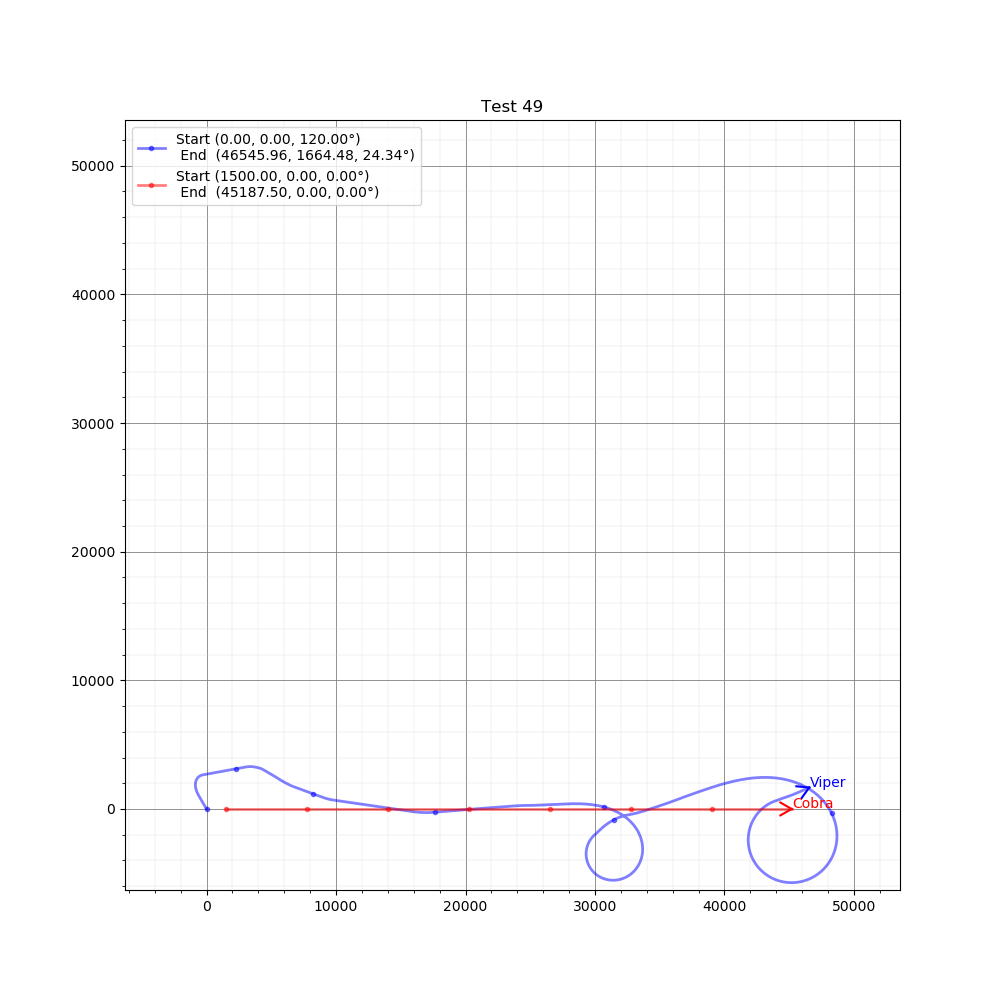 Test 49
Start (0.00, 0.00, 120.00°)
End  (46545.96, 1664.48, 24.34°)
Start (1500.00, 0.00, 0.00°)
End  (45187.50, 0.00, 0.00°)
50000
40000
30000
20000
10000
0
Viper
Cobra
0
10000
20000
30000
40000
50000